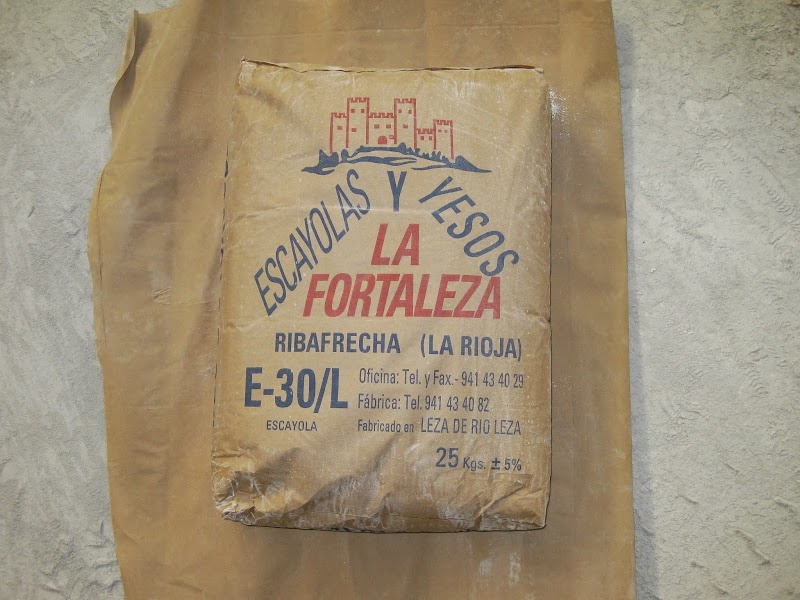 ESCAYOLAS Y YESOS
LA
FORTALEZA
RIBAFRECHA (LA RIOJA)
E-30/L
ESCAYOLA
Oficina: Tel. y Fax.- 941 43 40 29
Fábrica: Tel. 941 43 40 82
Fabricado en LEZA DE RIO LEZA
25 Kgs. ± 5%